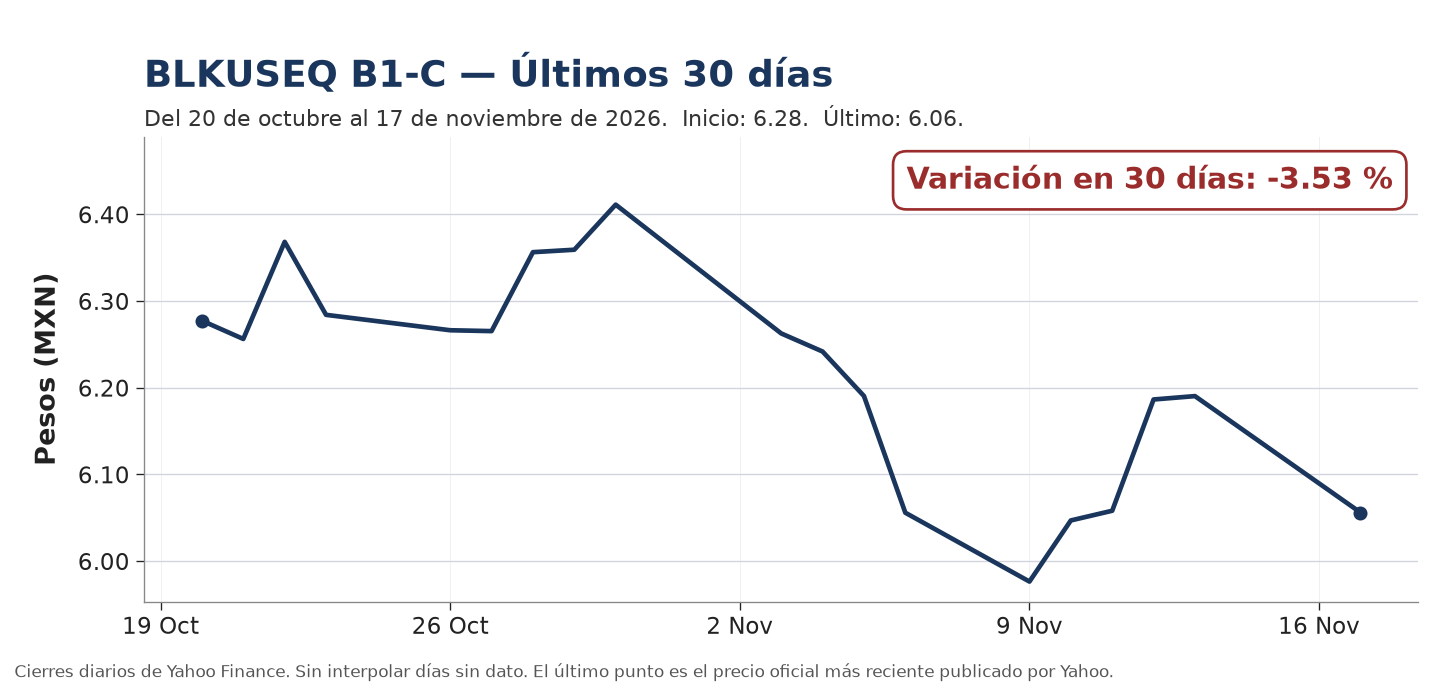 BLKUSEQ B1-C — Últimos 30 días
Del 20 de octubre al 17 de noviembre de 2026.  Inicio: 6.28.  Último: 6.06.
Variación en 30 días: -3.53 %
Pesos (MXN)
6.40
6.30
6.20
6.10
6.00
19 Oct
26 Oct
2 Nov
9 Nov
16 Nov
Cierres diarios de Yahoo Finance. Sin interpolar días sin dato. El último punto es el precio oficial más reciente publicado por Yahoo.